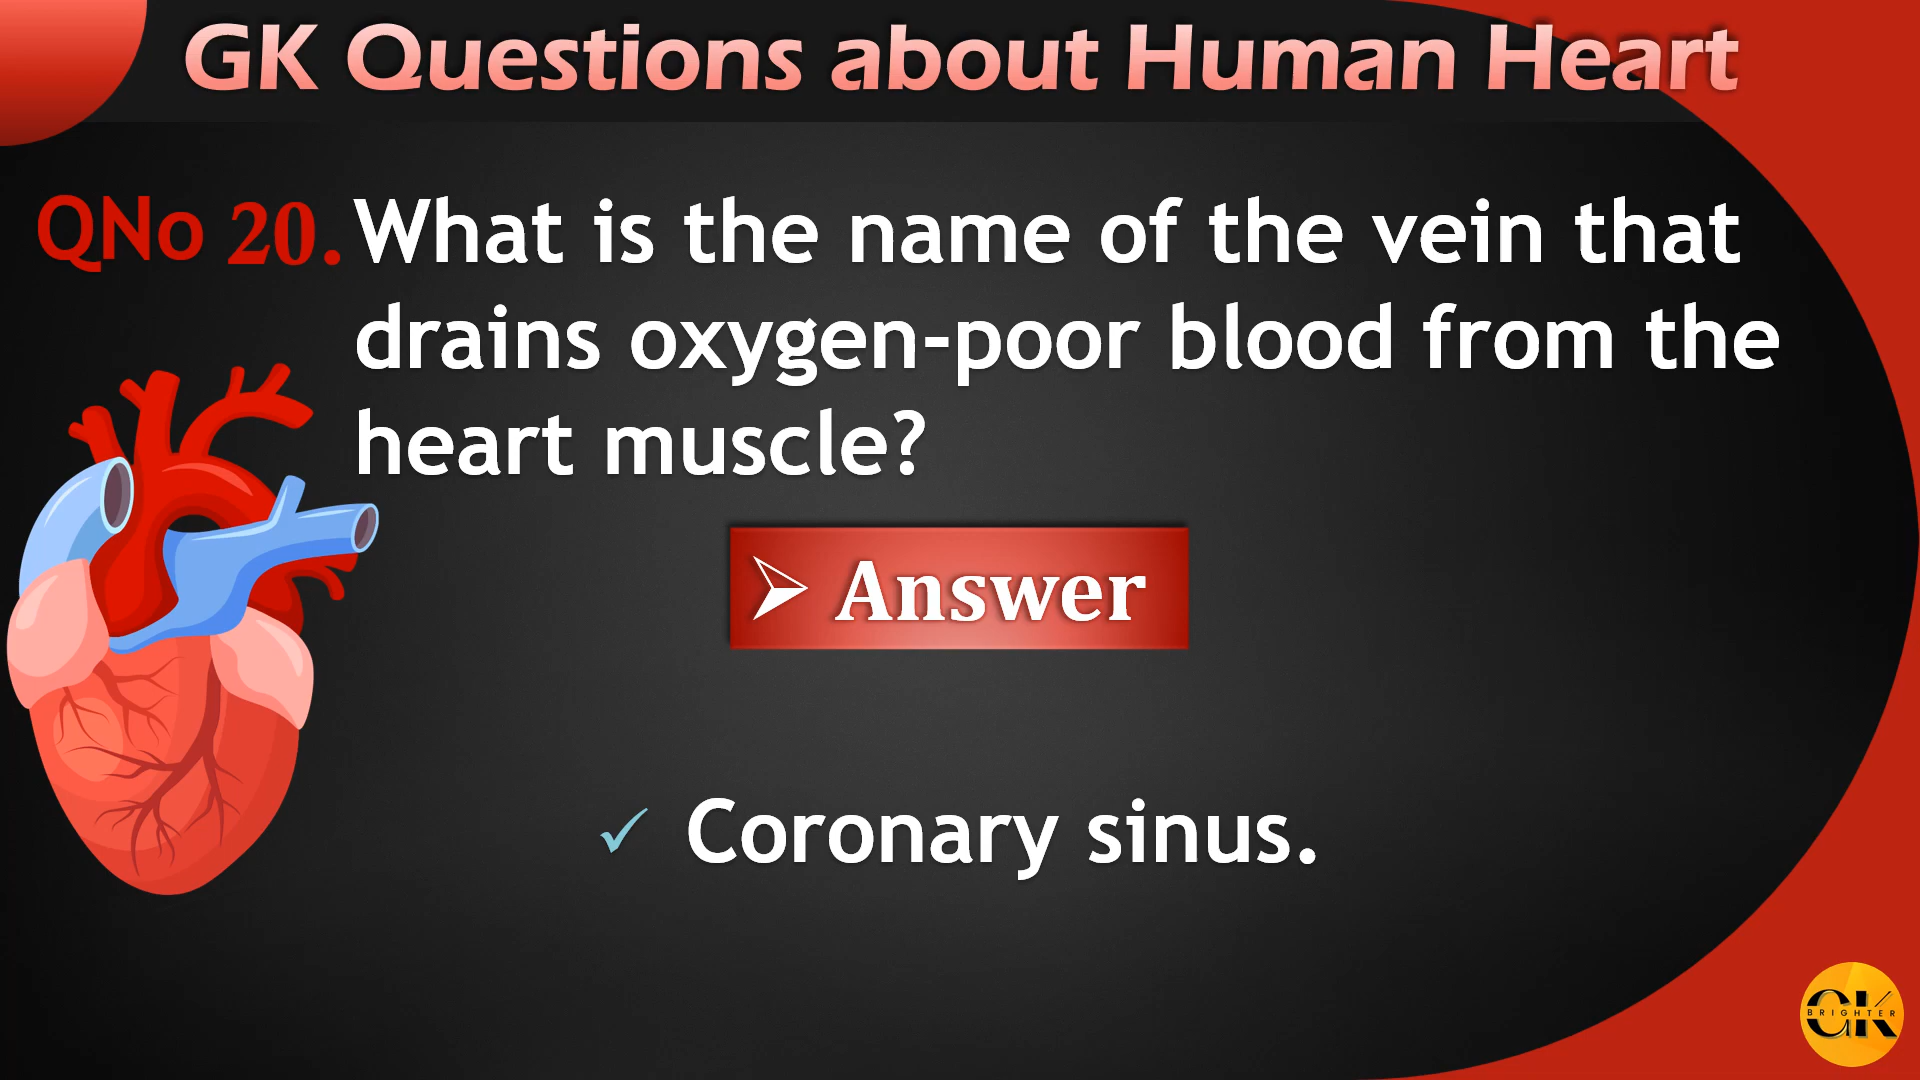 GK Questions about Human Heart
QNo 20. What is the name of the vein that
drains oxygen-poor blood from the
heart muscle?
Answer
Coronary sinus.
GK
BRIGHTER